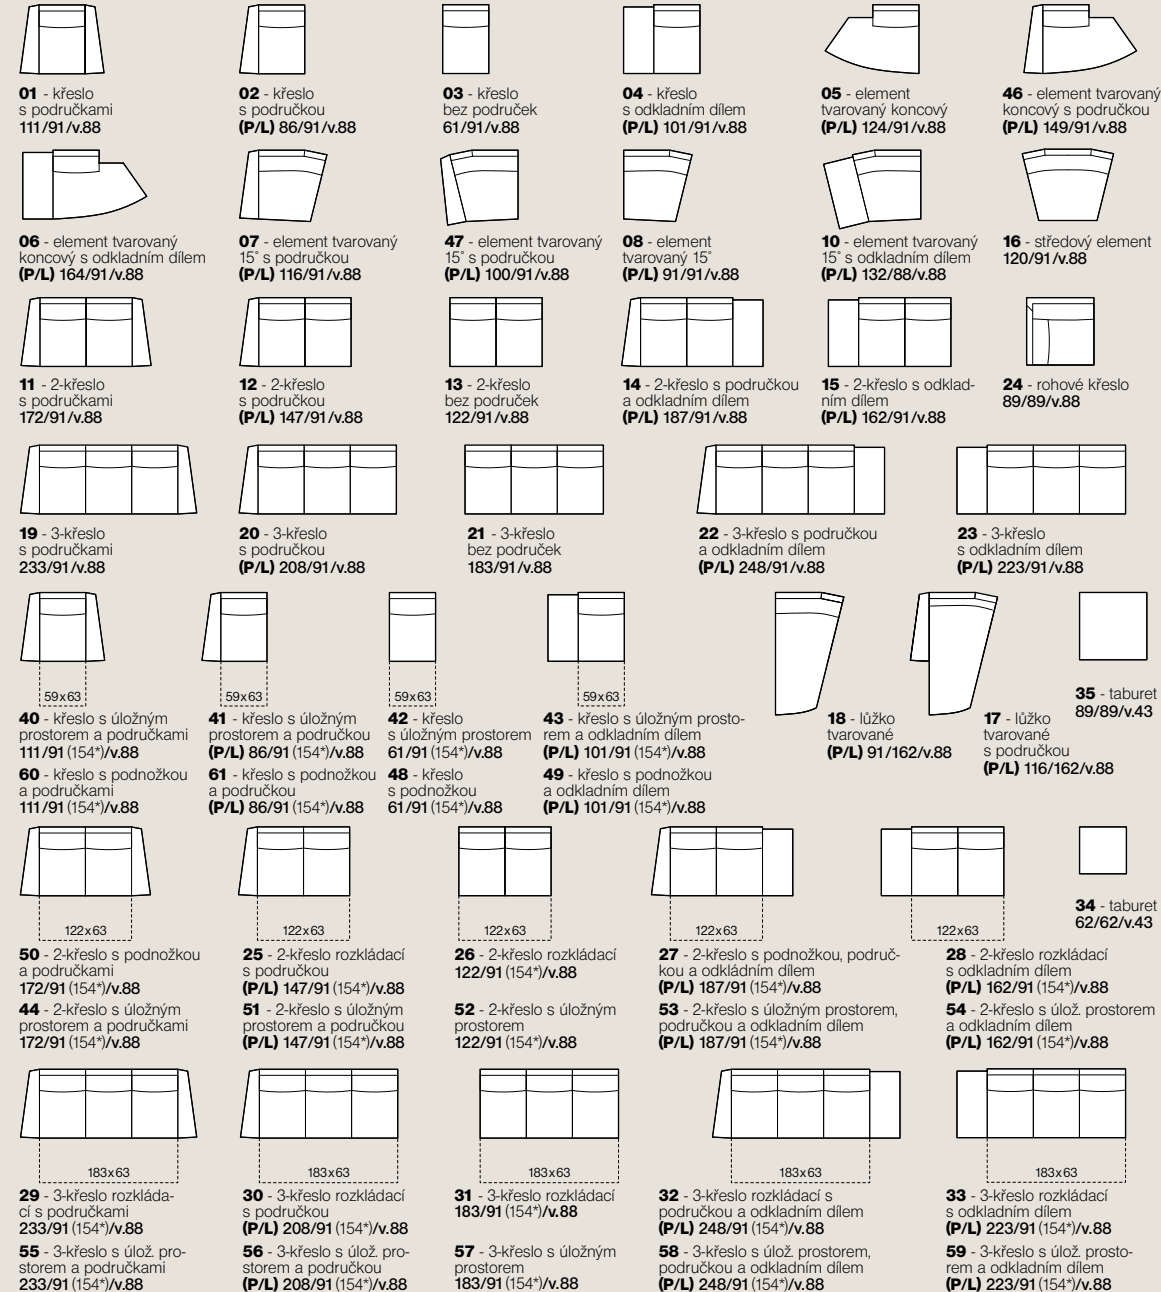 01 - křeslo
s područkami
111/91/v.88
02 - křeslo
s područkou
(P/L) 86/91/v.88
03 - křeslo
bez područek
61/91/v.88
04 - křeslo
s odkladním dílem
(P/L) 101/91/v.88
05 - element
tvarovaný koncový
(P/L) 124/91/v.88
46 - element tvarovaný
koncový s područkou
(P/L) 149/91/v.88
06 - element tvarovaný
koncový s odkladním dílem
(P/L) 164/91/v.88
07 - element tvarovaný
15° s područkou
(P/L) 116/91/v.88
47 - element tvarovaný
15° s područkou
(P/L) 100/91/v.88
08 - element
tvarovaný 15°
(P/L) 91/91/v.88
10 - element tvarovaný
15° s odkladním dílem
(P/L) 132/88/v.88
16 - středový element
120/91/v.88
11 - 2-křeslo
s područkami
172/91/v.88
12 - 2-křeslo
s područkou
(P/L) 147/91/v.88
13 - 2-křeslo
bez područek
122/91/v.88
14 - 2-křeslo s područkou
a odkladním dílem
(P/L) 187/91/v.88
15 - 2-křeslo s odklad-
ním dílem
(P/L) 162/91/v.88
24 - rohové křeslo
89/89/v.88
19 - 3-křeslo
s područkami
233/91/v.88
20 - 3-křeslo
s područkou
(P/L) 208/91/v.88
21 - 3-křeslo
bez područek
183/91/v.88
22 - 3-křeslo s područkou
a odkladním dílem
(P/L) 248/91/v.88
23 - 3-křeslo
s odkladním dílem
(P/L) 223/91/v.88
59x63
40 - křeslo s úložným
prostorem a područkami
111/91 (154*)/v.88
60 - křeslo s podnožkou
a područkami
111/91 (154*)/v.88
59x63
41 - křeslo s úložným
prostorem a područkou
(P/L) 86/91 (154*)/v.88
61 - křeslo s podnožkou
a područkou
(P/L) 86/91 (154*)/v.88
59x63
42 - křeslo
s úložným prostorem
61/91 (154*)/v.88
48 - křeslo
s podnožkou
61/91 (154*)/v.88
59x63
43 - křeslo s úložným prosto-
rem a odkladním dílem
(P/L) 101/91 (154*)/v.88
49 - křeslo s podnožkou
a odkladním dílem
(P/L) 101/91 (154*)/v.88
18 - lůžko
tvarované
(P/L) 91/162/v.88
17 - lůžko
tvarované
s područkou
(P/L) 116/162/v.88
35 - taburet
89/89/v.43
122x63
50 - 2-křeslo s podnožkou
a područkami
172/91 (154*)/v.88
44 - 2-křeslo s úložným
prostorem a područkami
172/91 (154*)/v.88
122x63
25 - 2-křeslo rozkládací
s područkou
(P/L) 147/91 (154*)/v.88
51 - 2-křeslo s úložným
prostorem a područkou
(P/L) 147/91 (154*)/v.88
122x63
26 - 2-křeslo rozkládací
122/91 (154*)/v.88
52 - 2-křeslo s úložným
prostorem
122/91 (154*)/v.88
122x63
27 - 2-křeslo s podnožkou, područ-
kou a odkládním dílem
(P/L) 187/91 (154*)/v.88
53 - 2-křeslo s úložným prostorem,
područkou a odkladním dílem
(P/L) 187/91 (154*)/v.88
122x63
28 - 2-křeslo rozkládací
s odkladním dílem
(P/L) 162/91 (154*)/v.88
54 - 2-křeslo s úlož. prostorem
a odkladním dílem
(P/L) 162/91 (154*)/v.88
34 - taburet
62/62/v.43
183x63
29 - 3-křeslo rozkláda-
cí s područkami
233/91 (154*)/v.88
55 - 3-křeslo s úlož. pro-
storem a područkami
233/91 (154*)/v.88
183x63
30 - 3-křeslo rozkládací
s područkou
(P/L) 208/91 (154*)/v.88
56 - 3-křeslo s úlož. pro-
storem a područkou
(P/L) 208/91 (154*)/v.88
183x63
31 - 3-křeslo rozkládací
183/91 (154*)/v.88
57 - 3-křeslo s úložným
prostorem
183/91 (154*)/v.88
183x63
32 - 3-křeslo rozkládací s
područkou a odkladním dílem
(P/L) 248/91 (154*)/v.88
58 - 3-křeslo s úlož. prostorem,
područkou a odkladním dílem
(P/L) 248/91 (154*)/v.88
183x63
33 - 3-křeslo rozkládací
s odkladním dílem
(P/L) 223/91 (154*)/v.88
59 - 3-křeslo s úlož. prosto-
rem a odkladním dílem
(P/L) 223/91 (154*)/v.88